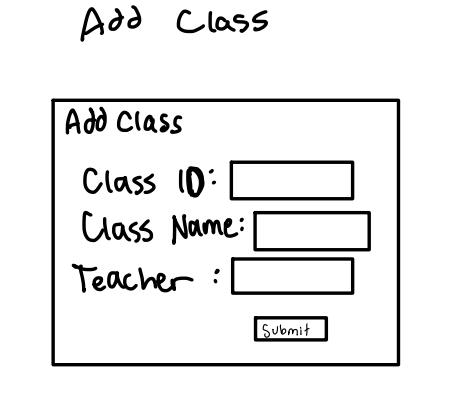 Add Class
Add Class
Class ID:
Class Name:
Teacher :
Submit